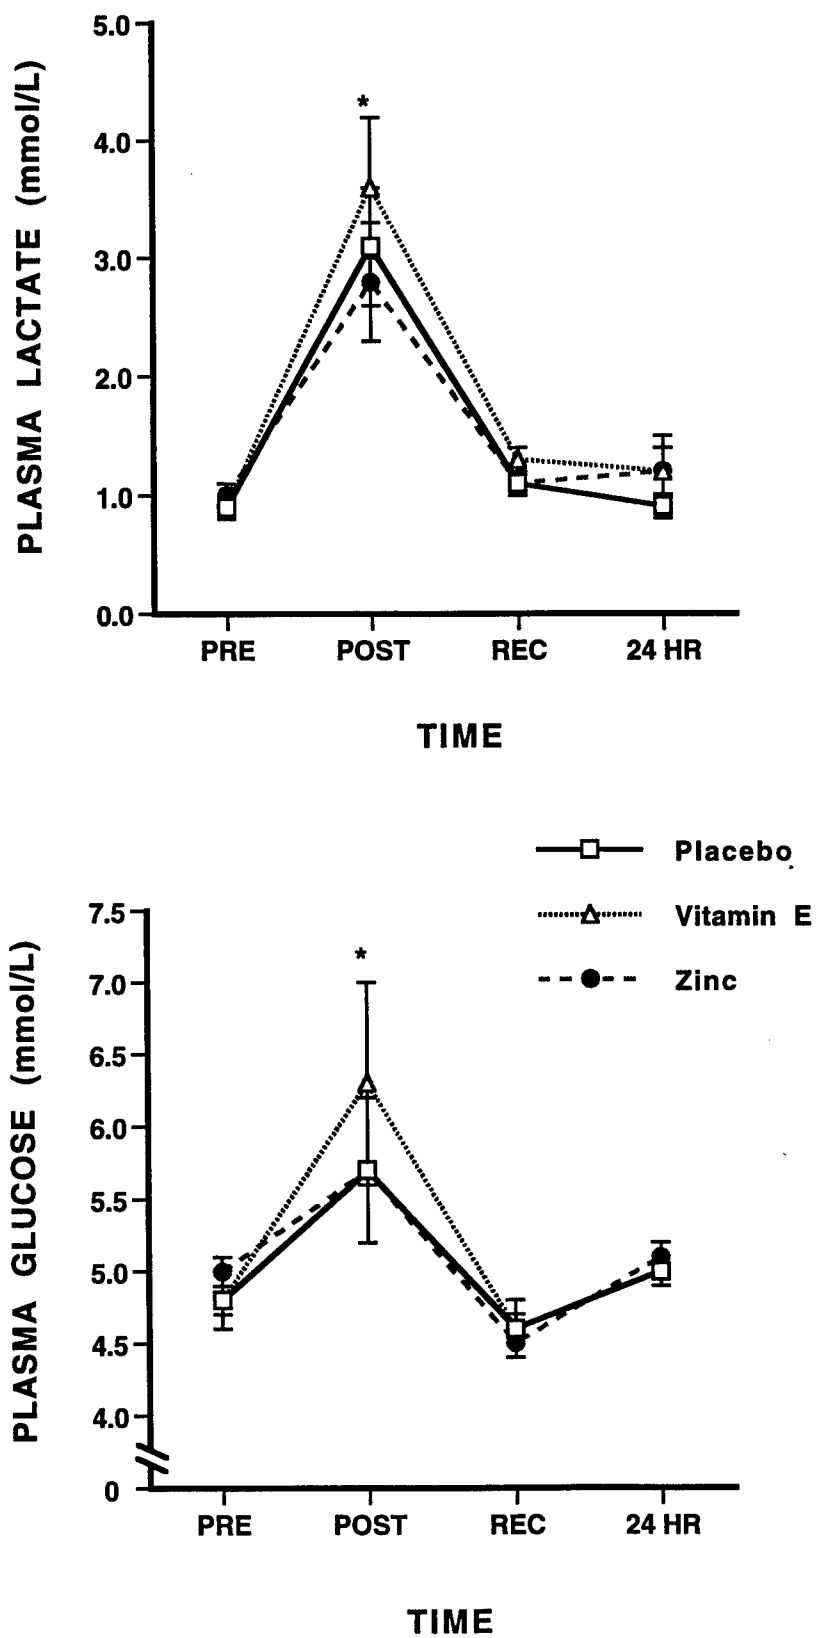 PLASMA LACTATE (mmol/L)
5.0
4.0
3.0
2.0
1.0
0.0
*
PRE POST REC 24 HR
TIME
Placebo
Vitamin E
Zinc
PLASMA GLUCOSE (mmol/L)
7.5
7.0
6.5
6.0
5.5
5.0
4.5
4.0
0
*
PRE POST REC 24 HR
TIME